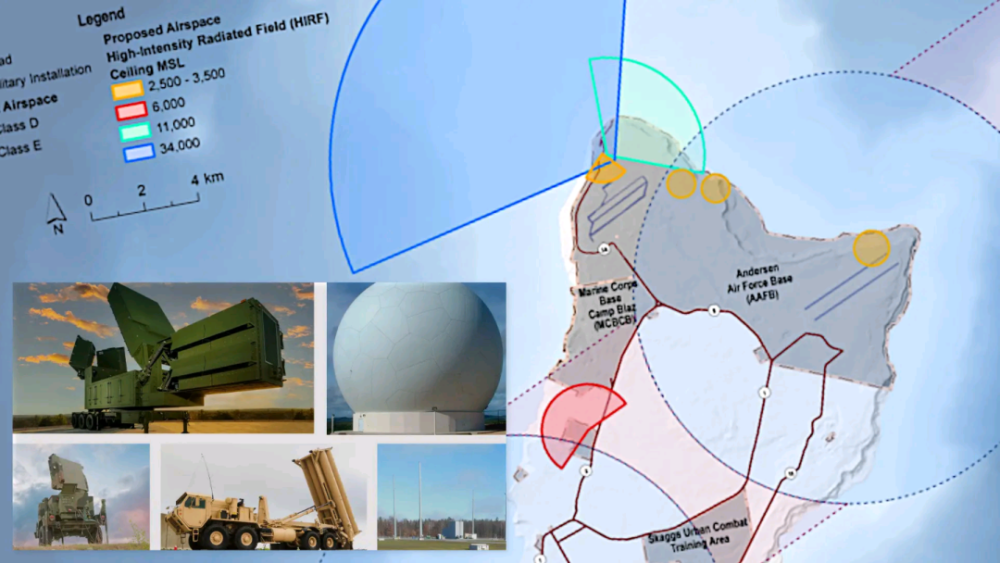 Legend
Proposed Airspace
High-Intensity Radiated Field (HIRF)
Ceiling MSL
2,500 - 3,500
6,000
11,000
34,000
ad
itary Installation
Airspace
Class D
Class E
0 2 4 km
N
Andersen
Air Force Base
(AAFB)
Marine Corps
Base
Camp Blaz
(MCBCB)
Skaggs Urban Combat
Training Area